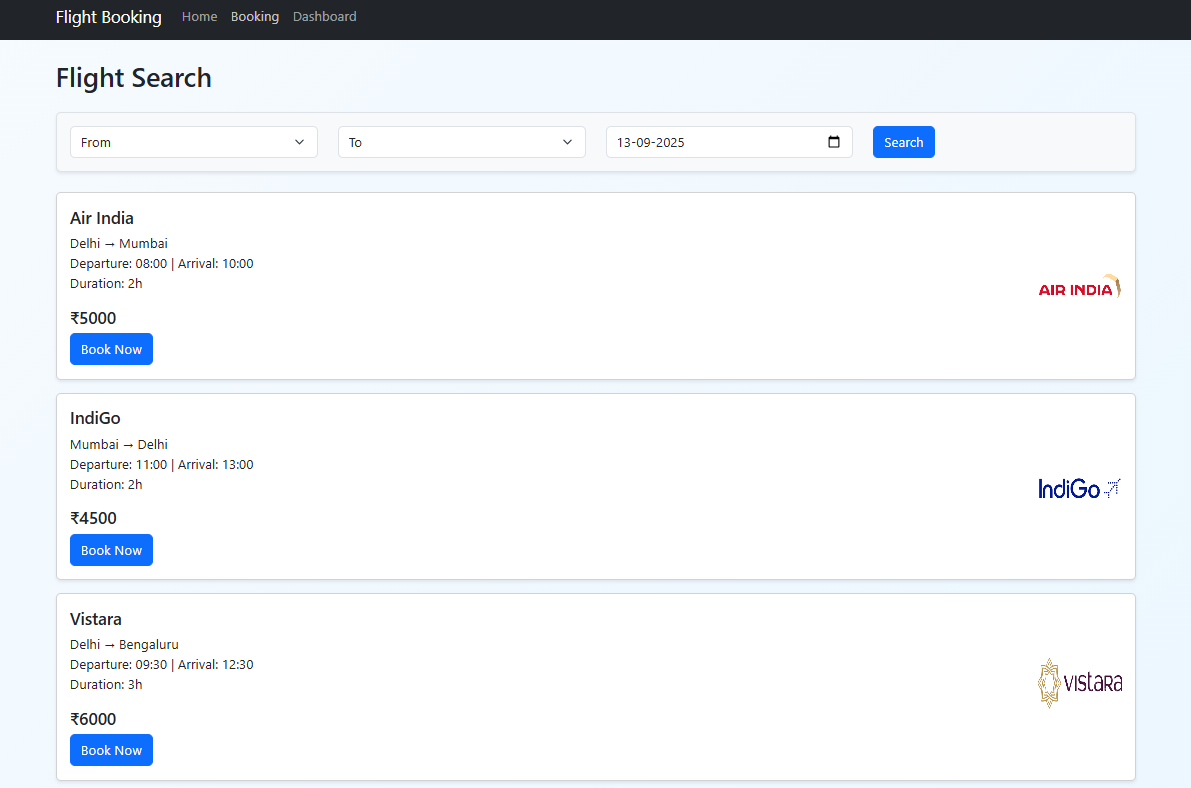 Flight Booking Home Booking Dashboard
Flight Search
From To 13-09-2025 Search
Air India
Delhi → Mumbai
Departure: 08:00 | Arrival: 10:00
Duration: 2h
AIR INDIA
₹5000
Book Now
IndiGo
Mumbai → Delhi
Departure: 11:00 | Arrival: 13:00
Duration: 2h
IndiGo
₹4500
Book Now
Vistara
Delhi → Bengaluru
Departure: 09:30 | Arrival: 12:30
Duration: 3h
VISTARA
₹6000
Book Now